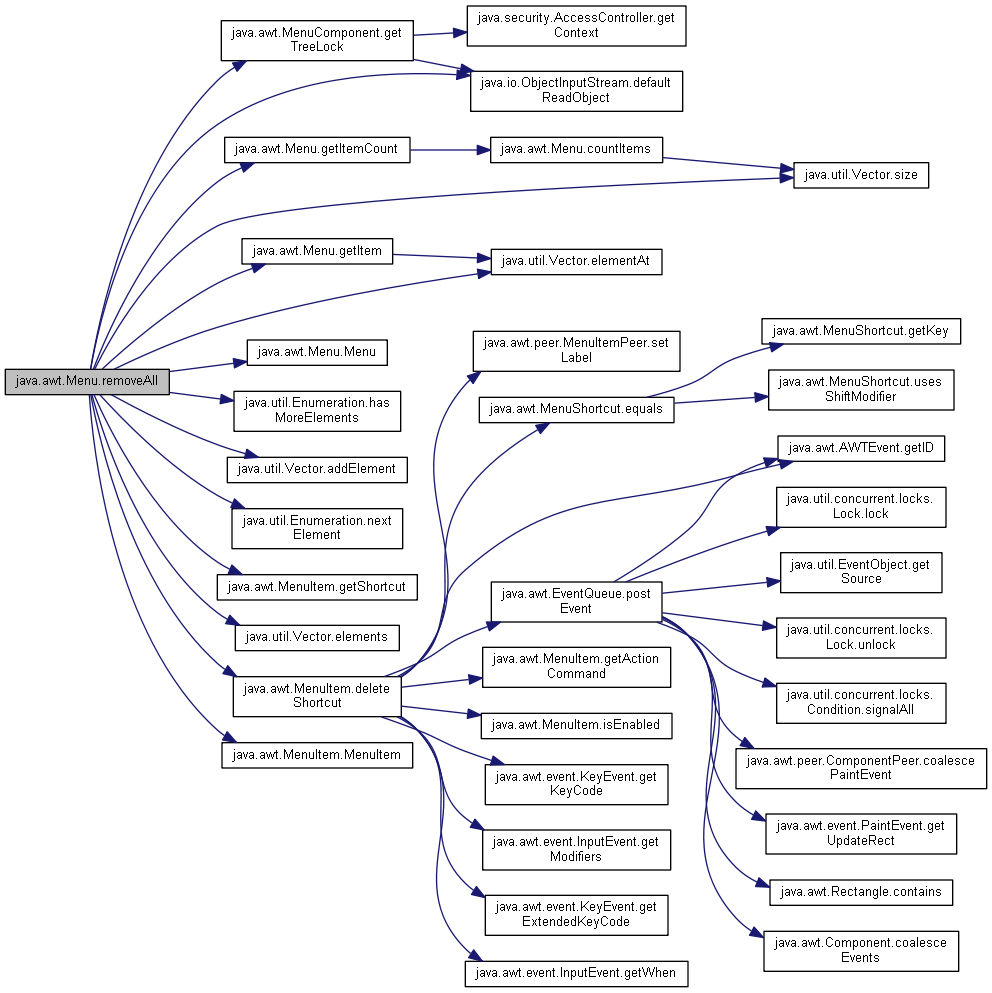 java.awt.Menu.removeAll
java.awt.MenuComponent.get
TreeLock
java.security.AccessController.get
Context
java.io.ObjectInputStream.default
ReadObject
java.awt.Menu.getItemCount
java.awt.Menu.countItems
java.util.Vector.size
java.awt.Menu.getItem
java.util.Vector.elementAt
java.awt.Menu.Menu
java.util.Enumeration.has
MoreElements
java.util.Vector.addElement
java.util.Enumeration.next
Element
java.awt.MenuItem.getShortcut
java.util.Vector.elements
java.awt.MenuItem.delete
Shortcut
java.awt.MenuItem.MenuItem
java.awt.peer.MenuItemPeer.set
Label
java.awt.MenuShortcut.equals
java.awt.EventQueue.post
Event
java.awt.MenuItem.getAction
Command
java.awt.MenuItem.isEnabled
java.awt.event.KeyEvent.get
KeyCode
java.awt.event.InputEvent.get
Modifiers
java.awt.event.KeyEvent.get
ExtendedKeyCode
java.awt.event.InputEvent.getWhen
java.awt.MenuShortcut.getKey
java.awt.MenuShortcut.uses
ShiftModifier
java.awt.AWTEvent.getID
java.util.concurrent.locks.
Lock.lock
java.util.EventObject.get
Source
java.util.concurrent.locks.
Lock.unlock
java.util.concurrent.locks.
Condition.signalAll
java.awt.peer.ComponentPeer.coalesce
PaintEvent
java.awt.event.PaintEvent.get
UpdateRect
java.awt.Rectangle.contains
java.awt.Component.coalesce
Events